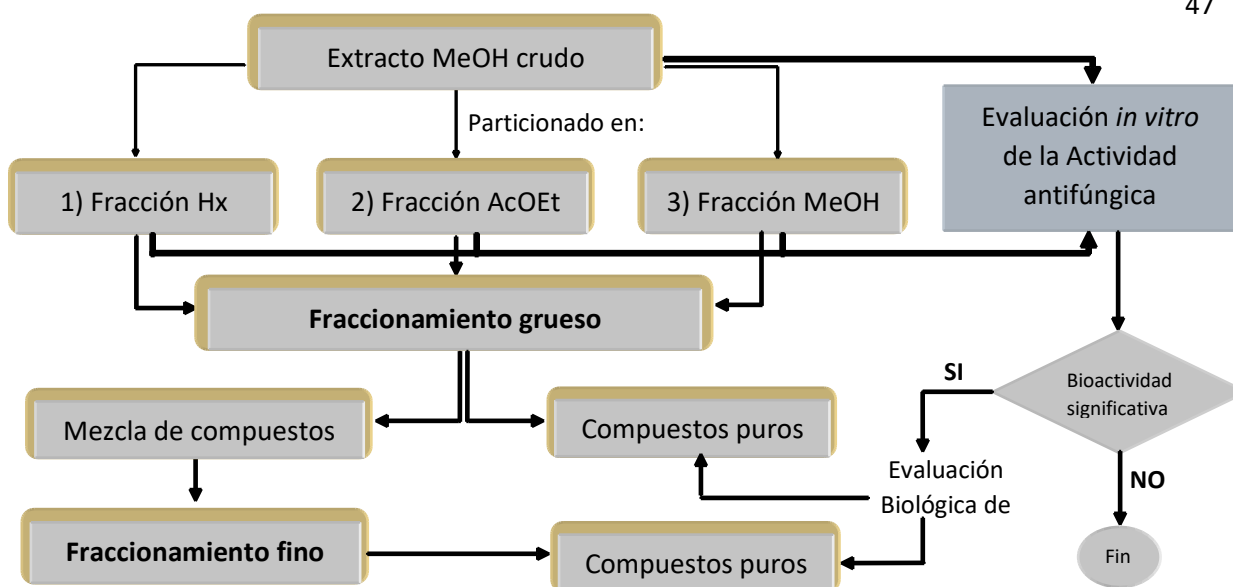 47
Extracto MeOH crudo
Particionado en:
Evaluación in vitro
de la Actividad
antifúngica
1) Fracción Hx
2) Fracción AcOEt
3) Fracción MeOH
Fraccionamiento grueso
SI
Bioactividad
significativa
Mezcla de compuestos
Compuestos puros
Evaluación
Biológica de
NO
Fraccionamiento fino
Compuestos puros
Fin